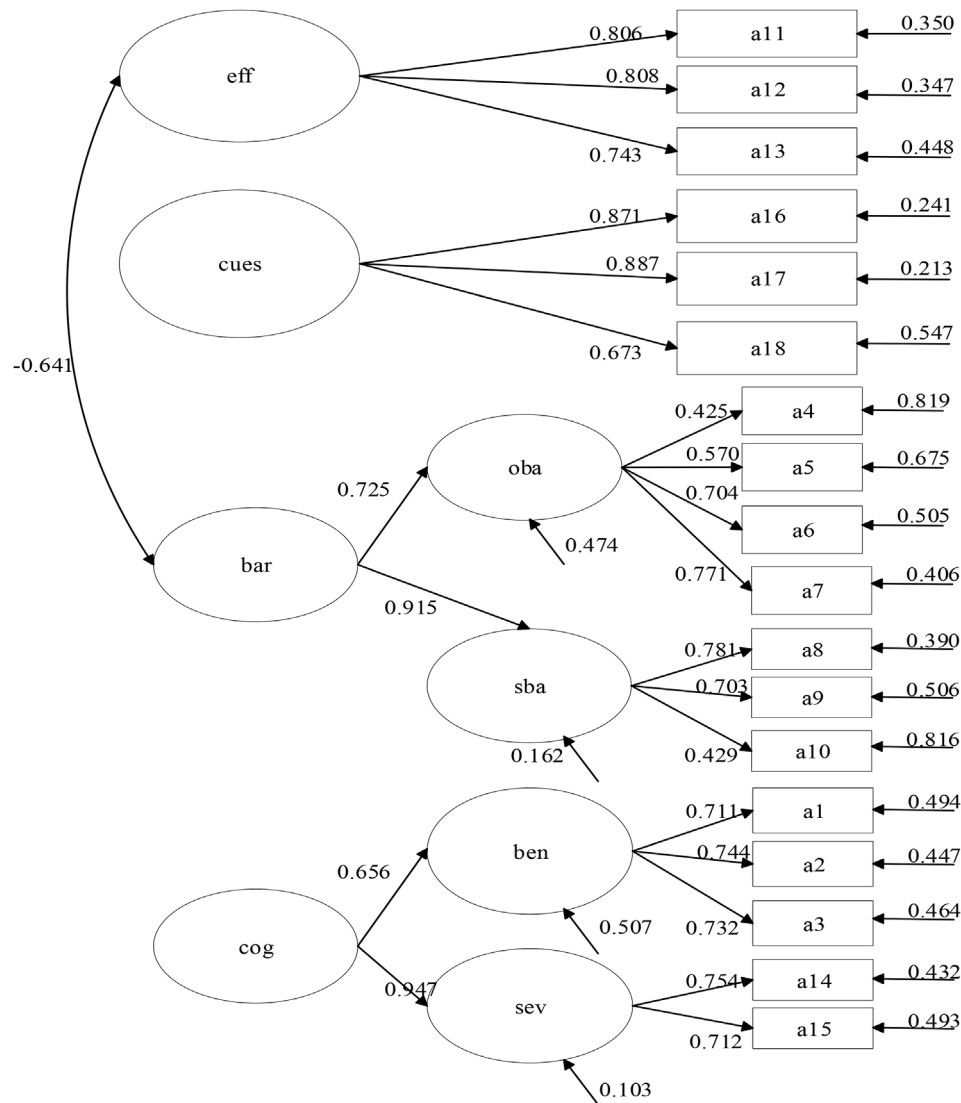 0.806 a11 0.350
eff
0.808 a12 0.347
0.743 a13 0.448
0.871 a16 0.241
cues
0.887 a17 0.213
0.673 a18 0.547
-0.641
0.425 a4 0.819
oba
0.570 a5 0.675
0.725
0.704 a6 0.505
0.474
bar
0.771 a7 0.406
0.915
0.781 a8 0.390
sba
0.703 a9 0.506
0.162
0.429 a10 0.816
0.711 a1 0.494
ben
0.744 a2 0.447
0.656
0.732 a3 0.464
0.507
cog
0.947
0.754 a14 0.432
sev
0.712 a15 0.493
0.103